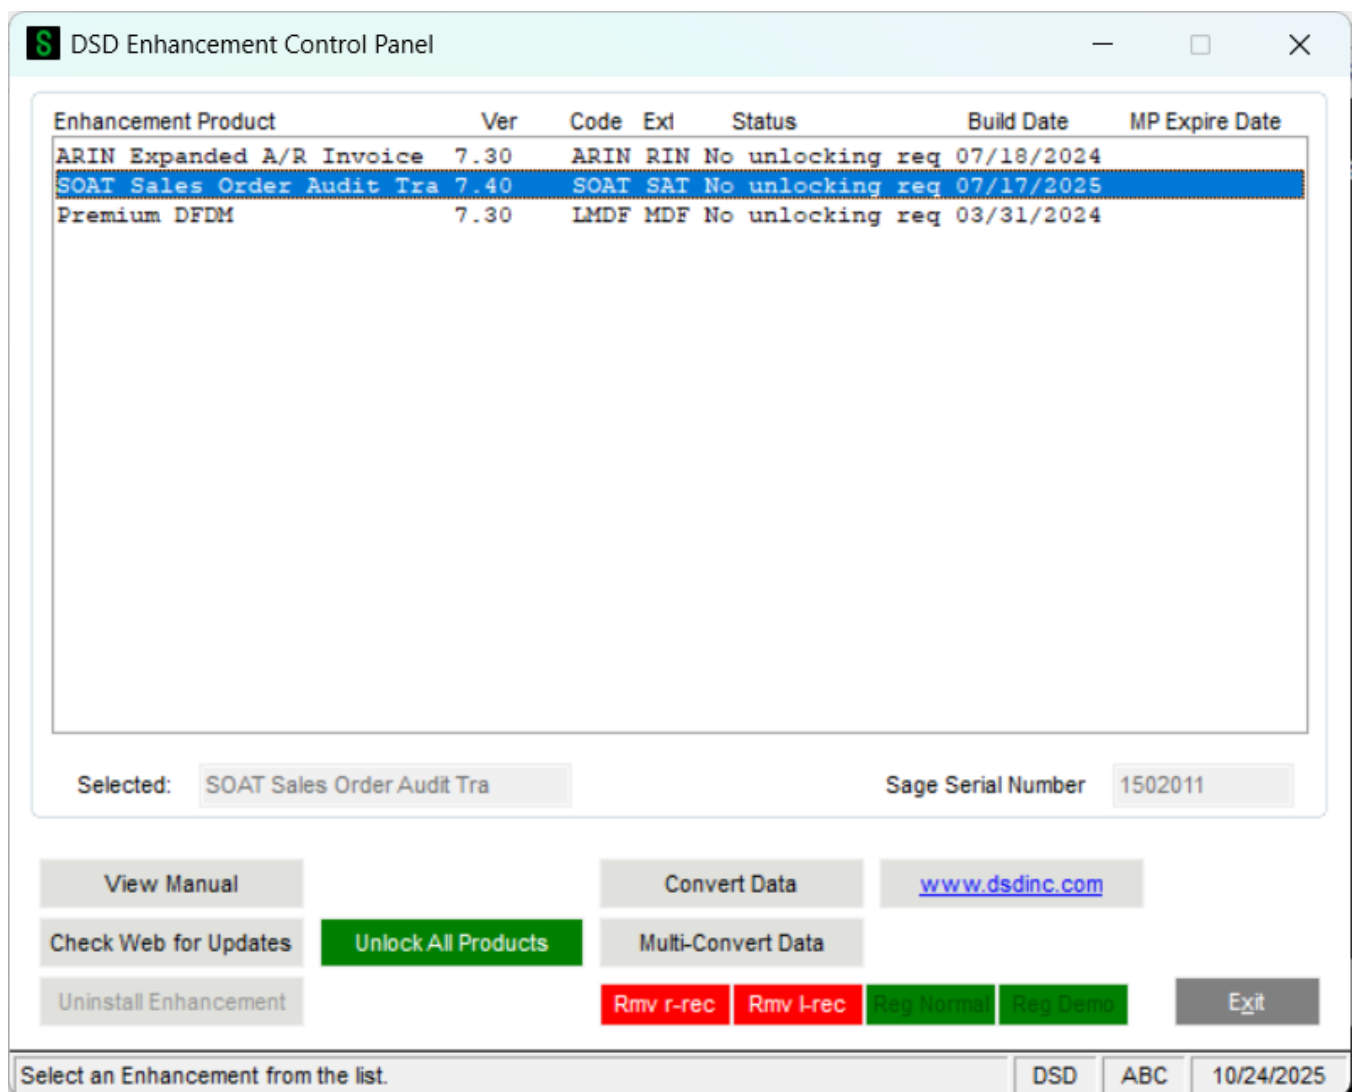 DSD Enhancement Control Panel
Enhancement Product Ver Code Ext Status Build Date MP Expire Date
ARIN Expanded A/R Invoice 7.30 ARIN RIN No unlocking req 07/18/2024
SOAT Sales Order Audit Tra 7.40 SOAT SAT No unlocking req 07/17/2025
Premium DFDM 7.30 LMDF MDF No unlocking req 03/31/2024
Selected: SOAT Sales Order Audit Tra Sage Serial Number 1502011
View Manual Convert Data www.dsdinc.com
Check Web for Updates Unlock All Products Multi-Convert Data
Uninstall Enhancement Rmv r-rec Rmv l-rec Reg Normal Reg Demo Exit
Select an Enhancement from the list. DSD ABC 10/24/2025